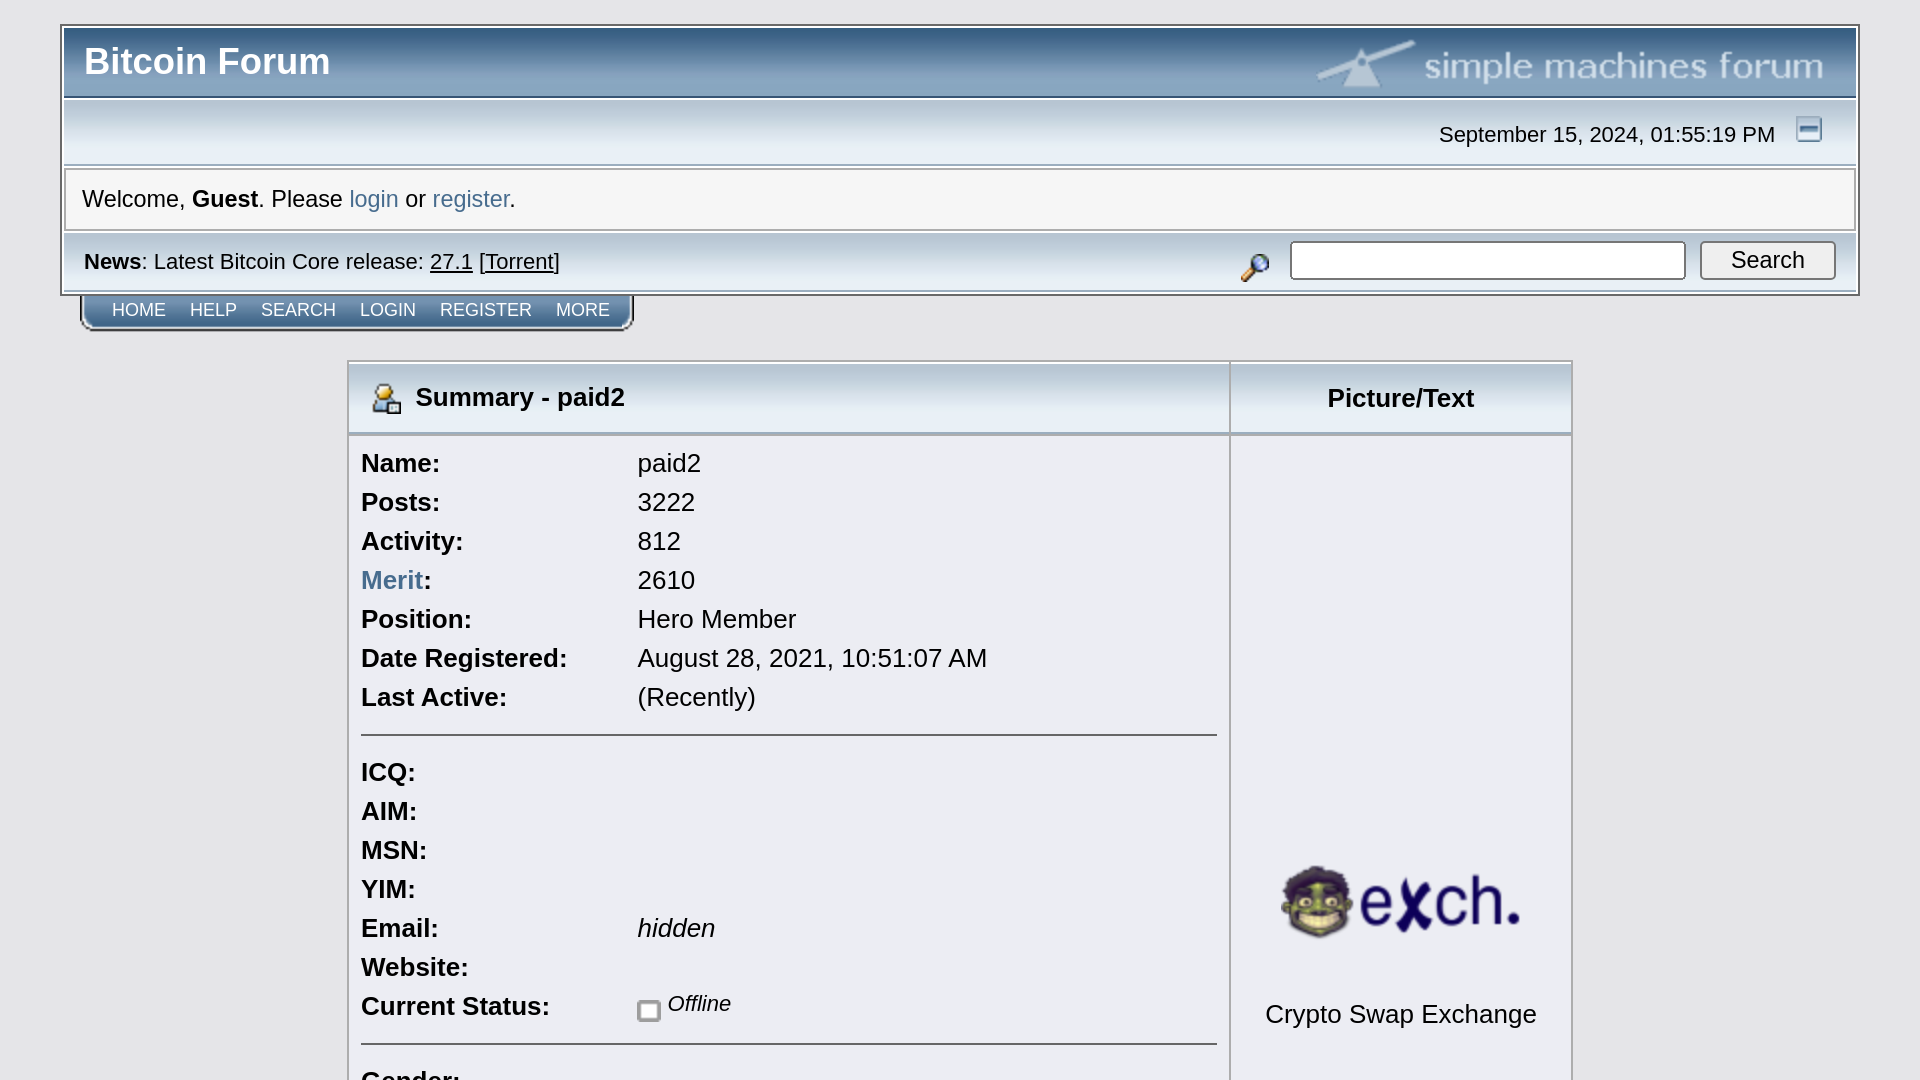 Bitcoin Forum
simple machines forum
September 15, 2024, 01:55:19 PM
Welcome, Guest. Please login or register.
News: Latest Bitcoin Core release: 27.1 [Torrent]
Search
HOME HELP SEARCH LOGIN REGISTER MORE
Summary - paid2
Picture/Text
Name: paid2
Posts: 3222
Activity: 812
Merit: 2610
Position: Hero Member
Date Registered: August 28, 2021, 10:51:07 AM
Last Active: (Recently)
ICQ:
AIM:
MSN:
YIM:
Email: hidden
Website:
Current Status: Offline
Gender:
eXch.
Crypto Swap Exchange